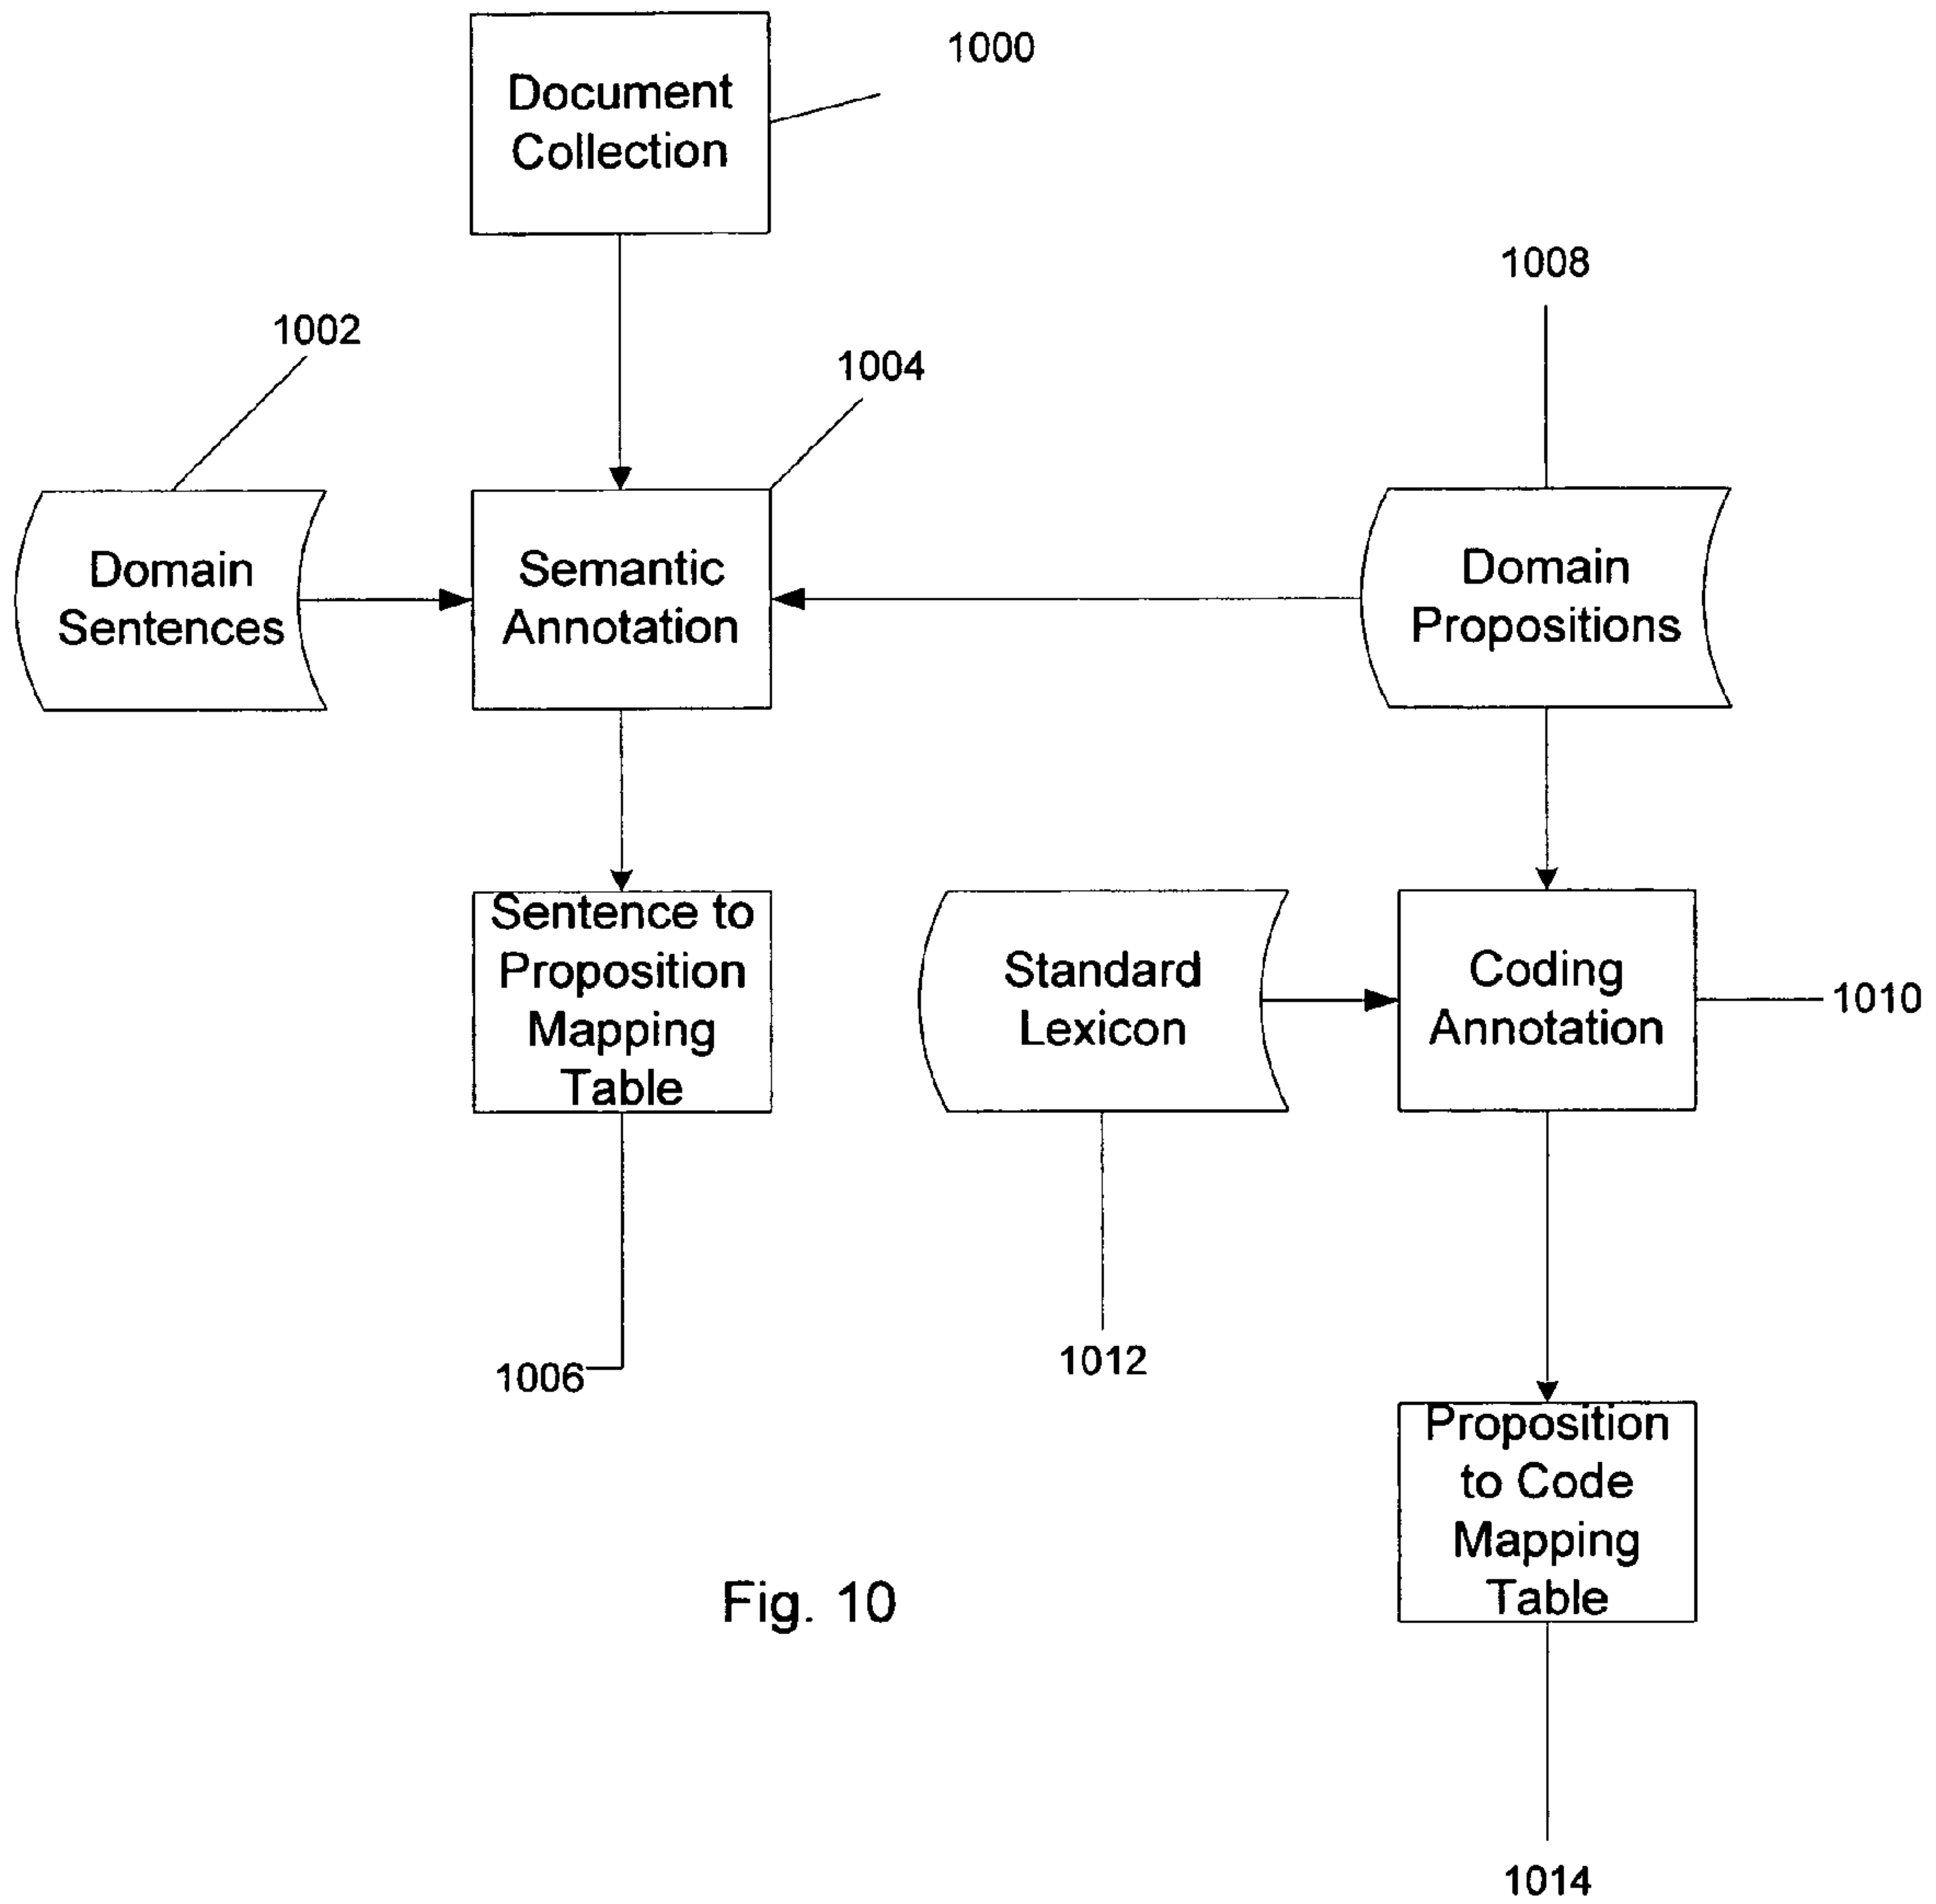 Document
Collection
1000
1008
1002
1004
Domain
Sentences
Semantic
Annotation
Domain
Propositions
Sentence to
Proposition
Mapping
Table
Standard
Lexicon
Coding
Annotation
1010
1006
1012
Proposition
to Code
Mapping
Table
Fig. 10
1014